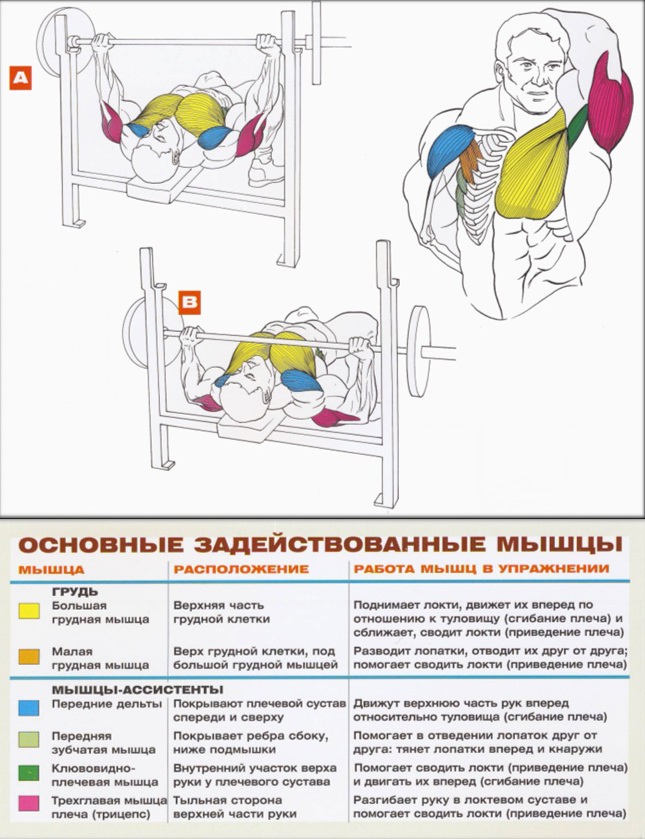 A
B
ОСНОВНЫЕ ЗАДЕЙСТВОВАННЫЕ МЫШЦЫ
МЫШЦА РАСПОЛОЖЕНИЕ РАБОТА МЫШЦ В УПРАЖНЕНИИ
ГРУДЬ
Большая
грудная мышца
Верхняя часть
грудной клетки
Поднимает локти, движет их вперед по
отношению к туловищу (сгибание плеча) и
сближает, сводит локти (приведение плеча)
Малая
грудная мышца
Верх грудной клетки, под
большой грудной мышцей
Разводит лопатки, отводит их друг от друга;
помогает сводить локти (приведение плеча)
МЫШЦЫ-АССИСТЕНТЫ
Передние дельты
Покрывают плечевой сустав
спереди и сверху
Движут верхнюю часть рук вперед
относительно туловища (сгибание плеча)
Передняя
зубчатая мышца
Покрывает ребра сбоку,
ниже подмышки
Помогает в отведении лопаток друг от
друга: тянет лопатки вперед и кнаружи
Клювовидно-
плечевая мышца
Внутренний участок верха
руки у плечевого сустава
Помогает сводить локти (приведение плеча)
и двигать их вперед (сгибание плеча)
Трехглавая мышца
плеча (трицепс)
Тыльная сторона
верхней части руки
Разгибает руку в локтевом суставе и
помогает сводить локти (приведение плеча)